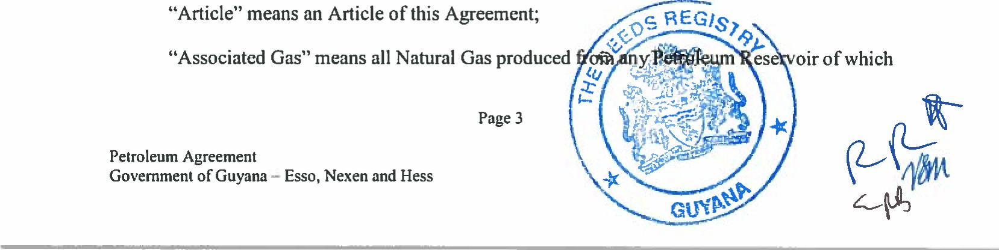 “Article” means an Article of this Agreement;
“Associated Gas” means all Natural Gas produced from any Petroleum Reservoir of which
Page 3
Petroleum Agreement
Government of Guyana – Esso, Nexen and Hess
THE DEEDS REGISTRY
GUYANA
RR